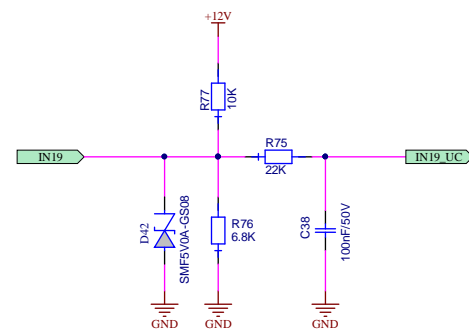 +12V
R77
10K
R75
22K
IN19
IN19_UC
D42
SMF5V0A-GS08
R76
6.8K
C38
100nF/50V
GND
GND
GND